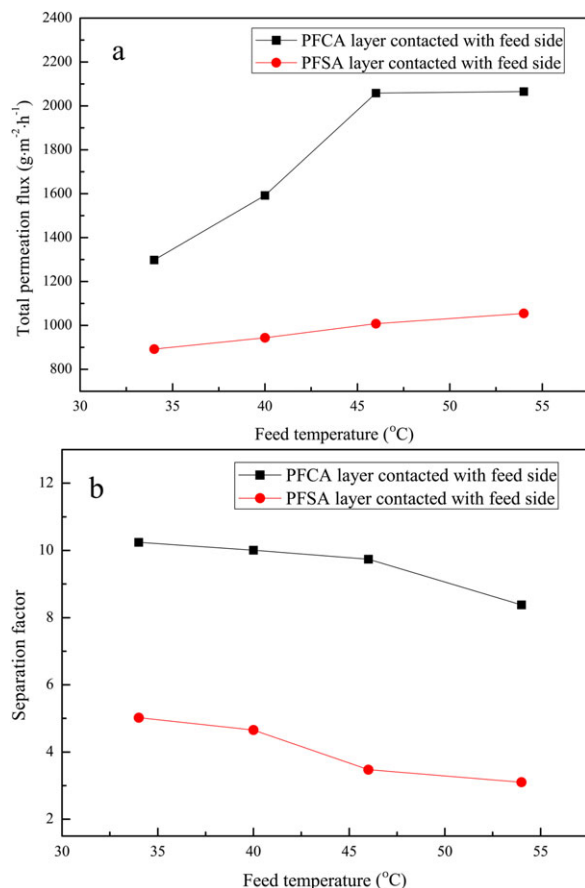 a
PFCA layer contacted with feed side
PFSA layer contacted with feed side
Total permeation flux (g·m⁻²·h⁻¹)
2400
2200
2000
1800
1600
1400
1200
1000
800
30 35 40 45 50 55
Feed temperature (°C)
b
PFCA layer contacted with feed side
PFSA layer contacted with feed side
Separation factor
12
10
8
6
4
2
30 35 40 45 50 55
Feed temperature (°C)